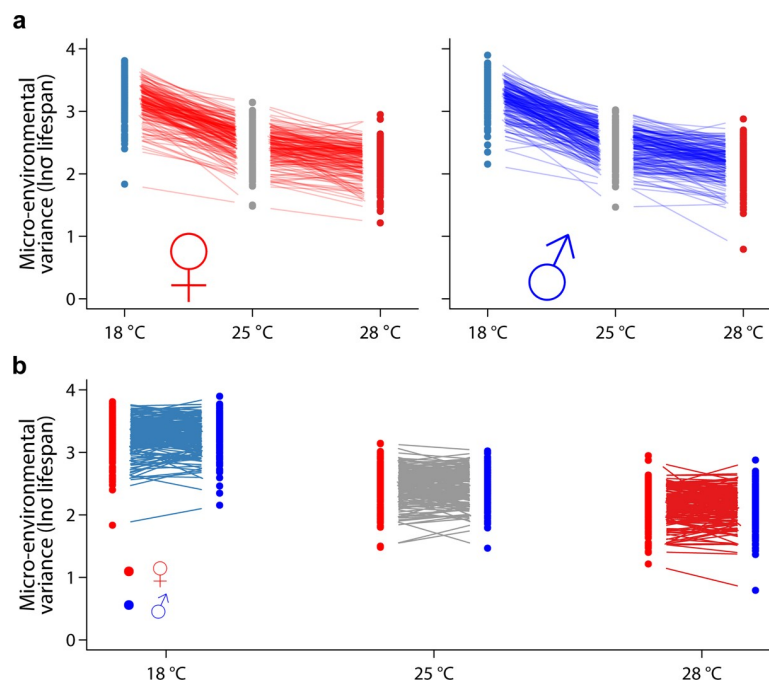 a
Micro-environmental
variance (lnσ lifespan)
4
3
2
1
0
18 °C
25 °C
28 °C
18 °C
25 °C
28 °C
b
Micro-environmental
variance (lnσ lifespan)
4
3
2
1
0
♀
♂
18 °C
25 °C
28 °C